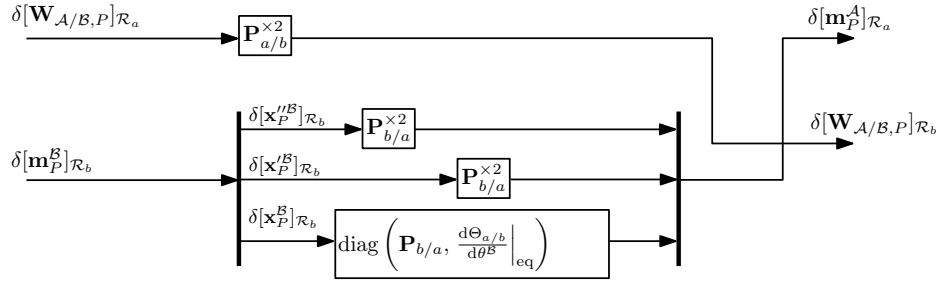 δ[W_{𝒜/ℬ,P}]_{ℛ_a}
P^{×2}_{a/b}
δ[m^𝒜_P]_{ℛ_a}
δ[x''^ℬ_P]_{ℛ_b}
P^{×2}_{b/a}
δ[W_{𝒜/ℬ,P}]_{ℛ_b}
δ[m^ℬ_P]_{ℛ_b}
δ[x'^ℬ_P]_{ℛ_b}
P^{×2}_{b/a}
δ[x^ℬ_P]_{ℛ_b}
diag(P_{b/a}, dΘ_{a/b}/dθ^ℬ|_{eq})